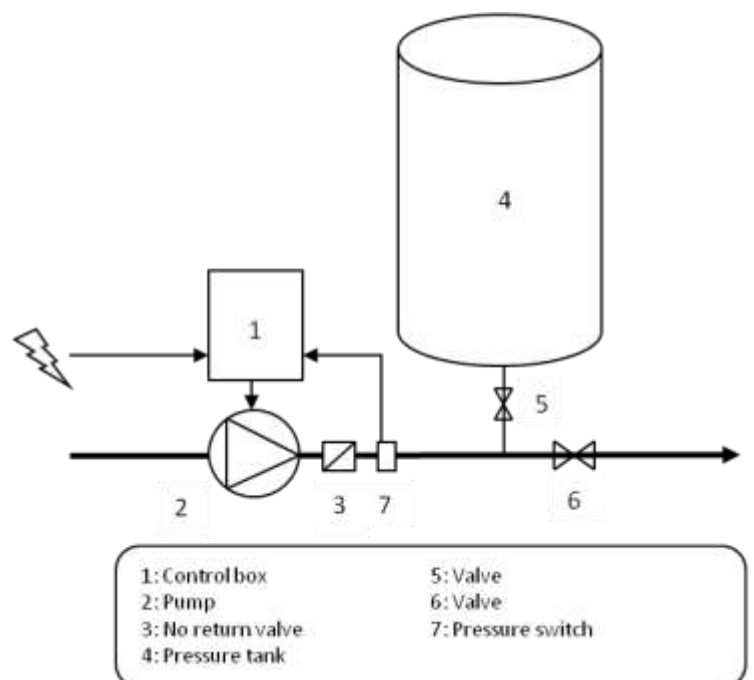 4
1
5
2
3
7
6
1: Control box
2: Pump
3: No return valve
4: Pressure tank
5: Valve
6: Valve
7: Pressure switch